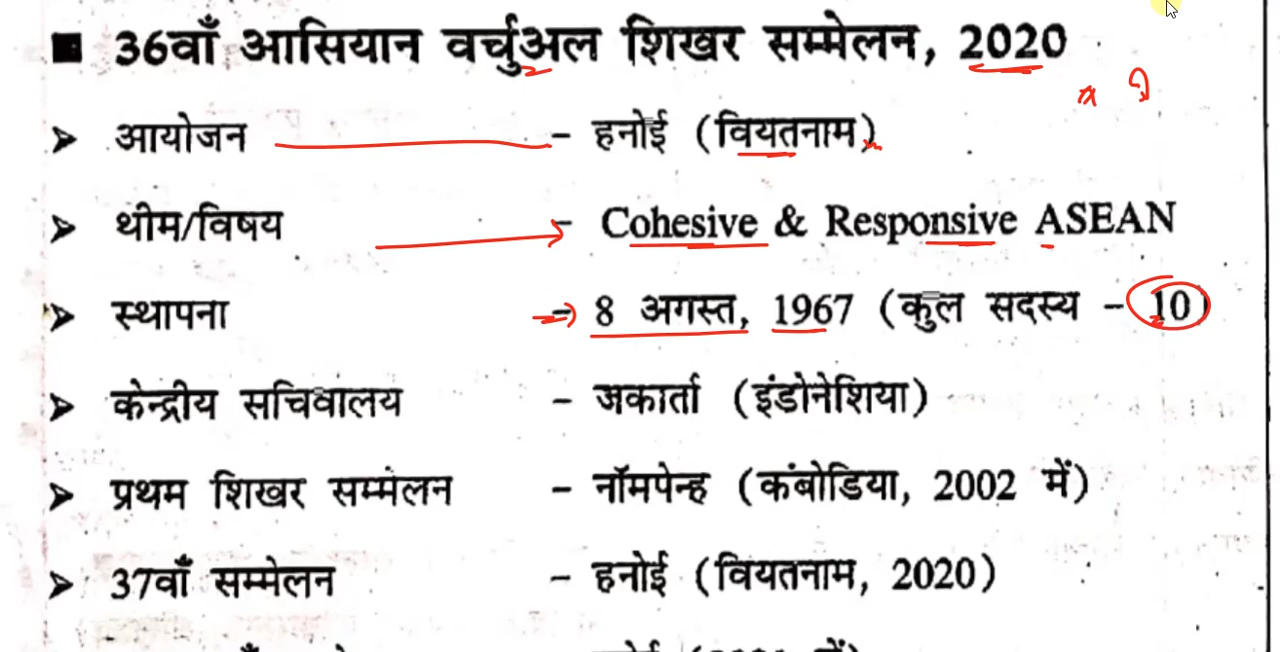 ■ 36वाँ आसियान वर्चुअल शिखर सम्मेलन, 2020
➤ आयोजन – हनोई (वियतनाम)
➤ थीम/विषय – Cohesive & Responsive ASEAN
➤ स्थापना – 8 अगस्त, 1967 (कुल सदस्य – 10)
➤ केन्द्रीय सचिवालय – जकार्ता (इंडोनेशिया)
➤ प्रथम शिखर सम्मेलन – नॉमपेन्ह (कंबोडिया, 2002 में)
➤ 37वाँ सम्मेलन – हनोई (वियतनाम, 2020)